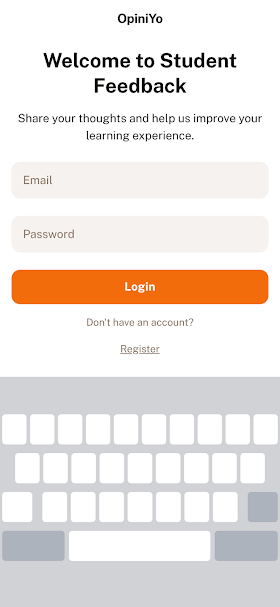 OpiniYo
Welcome to Student
Feedback
Share your thoughts and help us improve your
learning experience.
Email
Password
Login
Don't have an account?
Register